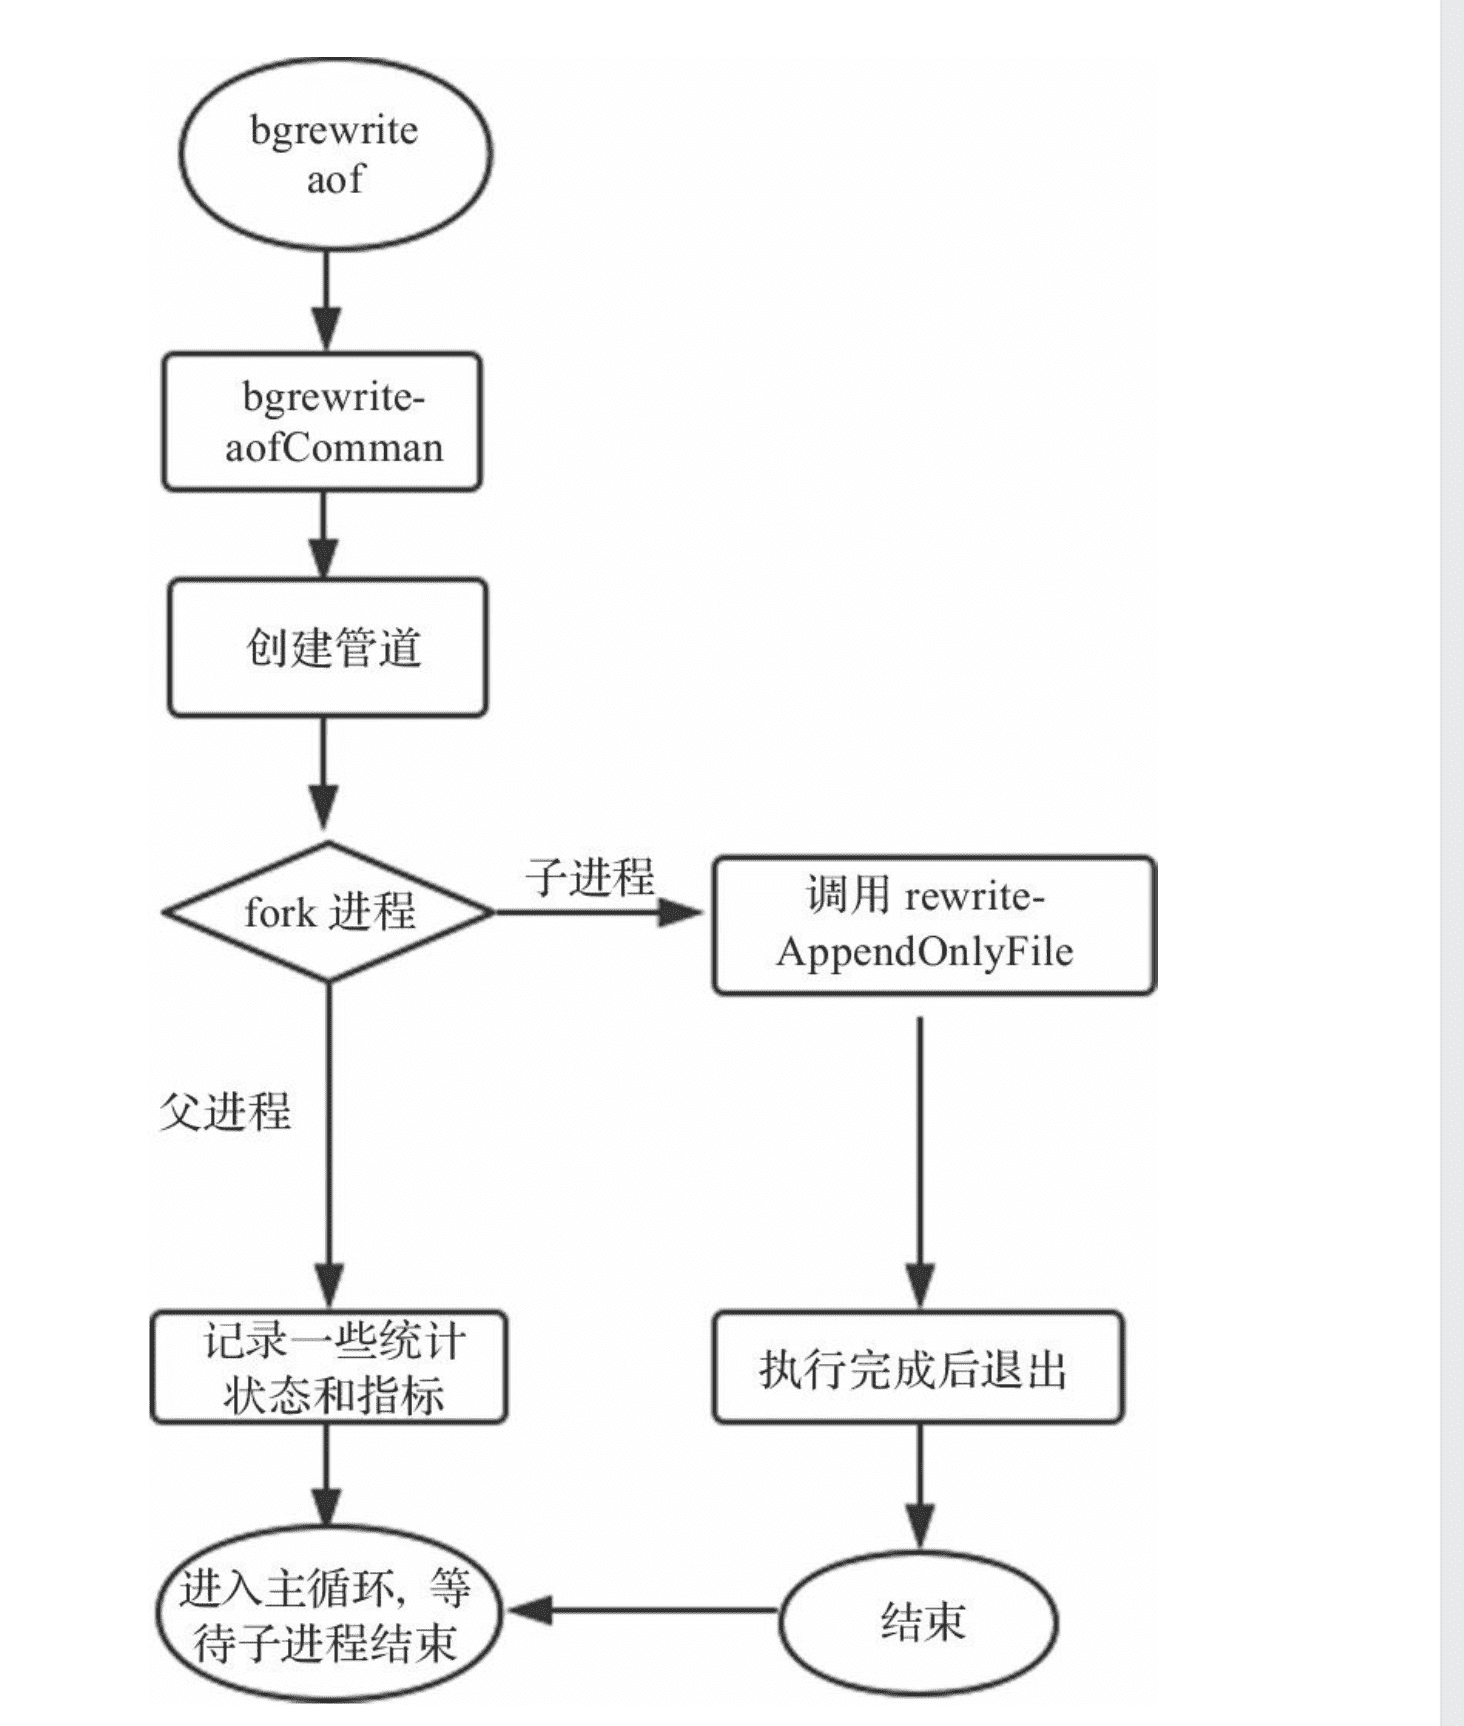 bgrewrite
aof
bgrewrite-
aofComman
创建管道
fork 进程
子进程
调用 rewrite-
AppendOnlyFile
父进程
记录一些统计
状态和指标
执行完成后退出
进入主循环, 等
待子进程结束
结束